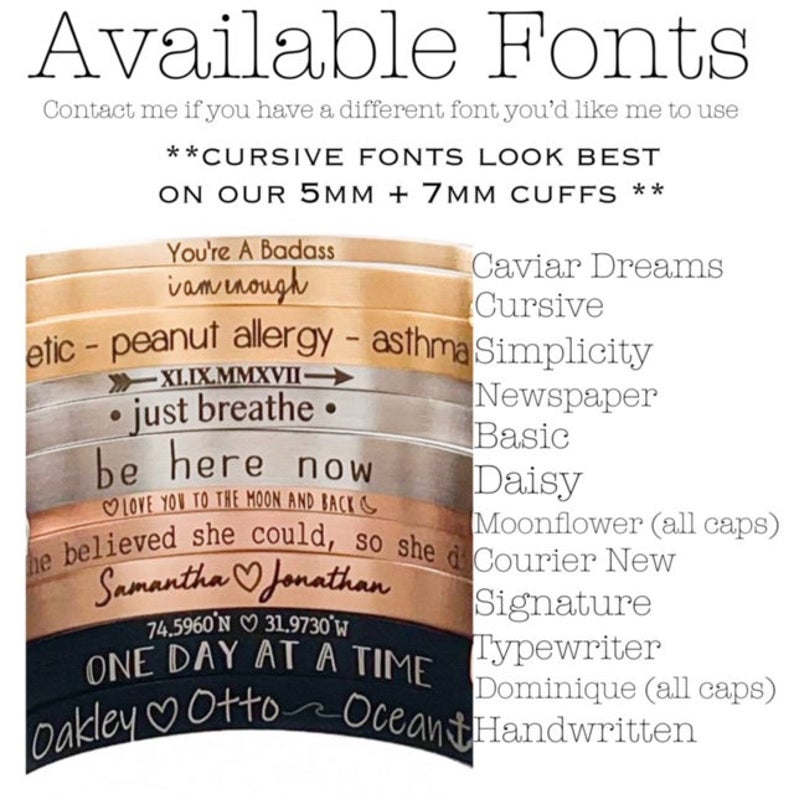 Available Fonts
Contact me if you have a different font you'd like me to use
**CURSIVE FONTS LOOK BEST
ON OUR 5MM + 7MM CUFFS **
You're A Badass
Caviar Dreams
i am enough
Cursive
etic - peanut allergy - asthma
Simplicity
XI.IX.MMXVII
Newspaper
• just breathe •
Basic
be here now
Daisy
♡ LOVE YOU TO THE MOON AND BACK ☾
Moonflower (all caps)
he believed she could, so she d
Courier New
Samantha ♡ Jonathan
Signature
74.5960°N ♡ 31.9730°W
Typewriter
ONE DAY AT A TIME
Dominique (all caps)
Oakley ♡ Otto Ocean
Handwritten